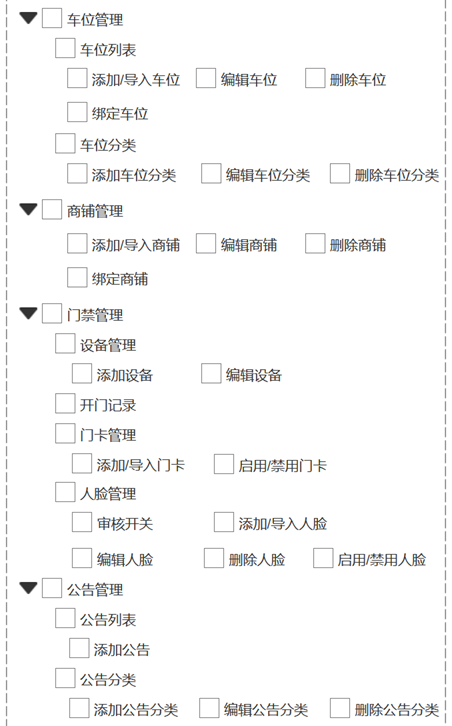 车位管理
车位列表
添加/导入车位 编辑车位 删除车位
绑定车位
车位分类
添加车位分类 编辑车位分类 删除车位分类
商铺管理
添加/导入商铺 编辑商铺 删除商铺
绑定商铺
门禁管理
设备管理
添加设备 编辑设备
开门记录
门卡管理
添加/导入门卡 启用/禁用门卡
人脸管理
审核开关 添加/导入人脸
编辑人脸 删除人脸 启用/禁用人脸
公告管理
公告列表
添加公告
公告分类
添加公告分类 编辑公告分类 删除公告分类